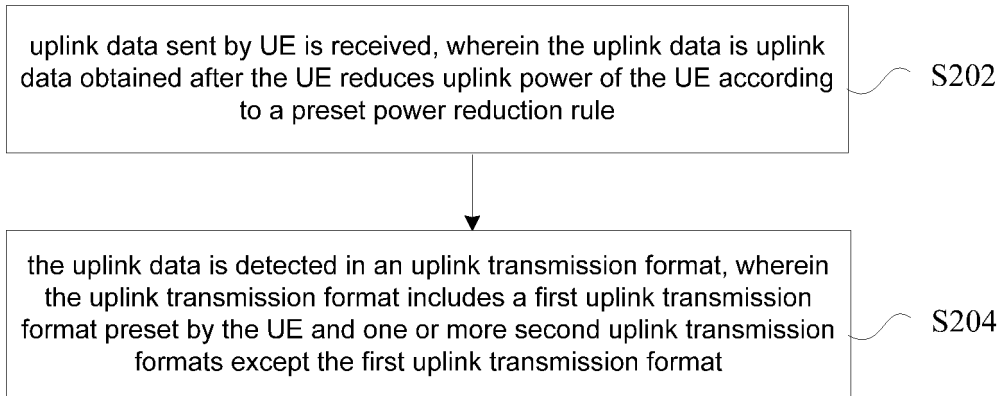 uplink data sent by UE is received, wherein the uplink data is uplink
data obtained after the UE reduces uplink power of the UE according
to a preset power reduction rule
S202
the uplink data is detected in an uplink transmission format, wherein
the uplink transmission format includes a first uplink transmission
format preset by the UE and one or more second uplink transmission
formats except the first uplink transmission format
S204